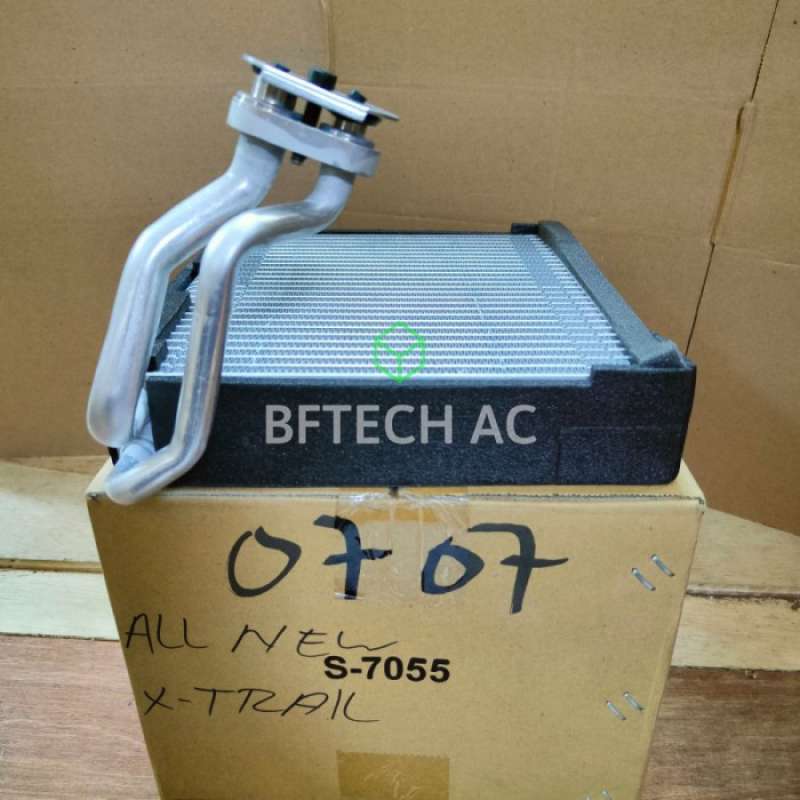 BFTECH AC
0707
ALL NEW
S-7055
X-TRAIL